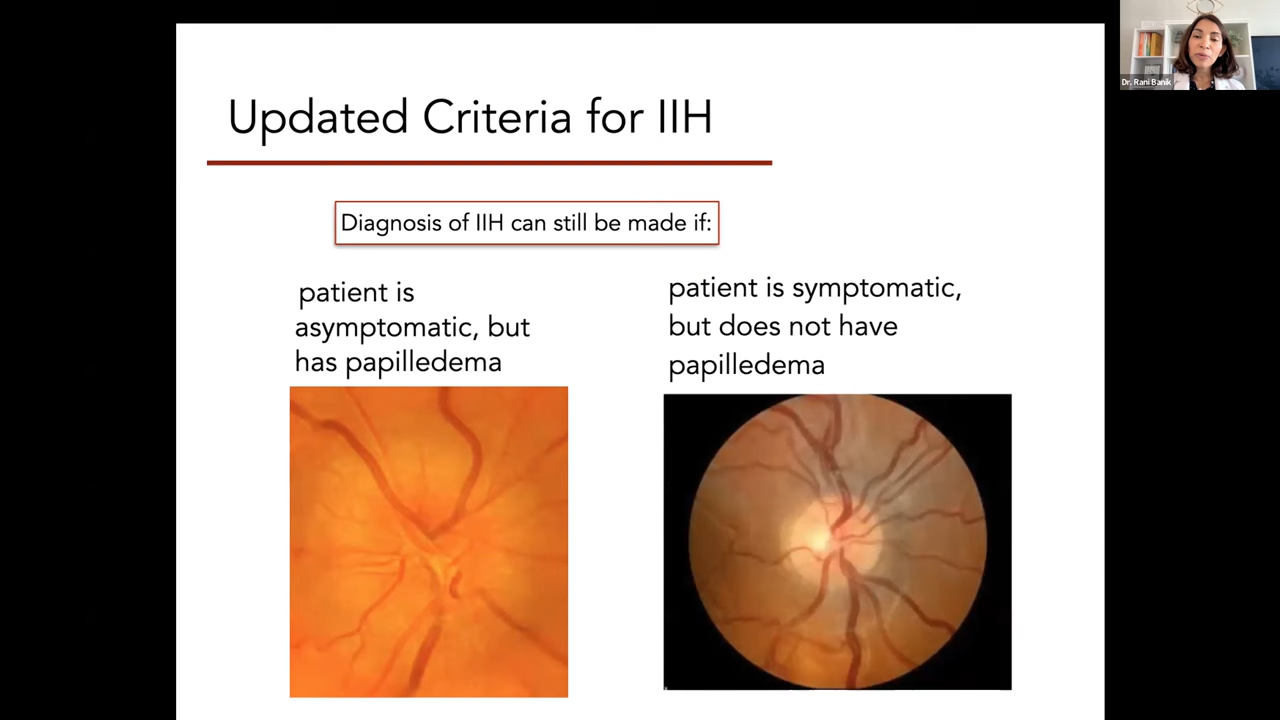 Updated Criteria for IIH
Diagnosis of IIH can still be made if:
patient is
asymptomatic, but
has papilledema
patient is symptomatic,
but does not have
papilledema
Dr. Rani Banik